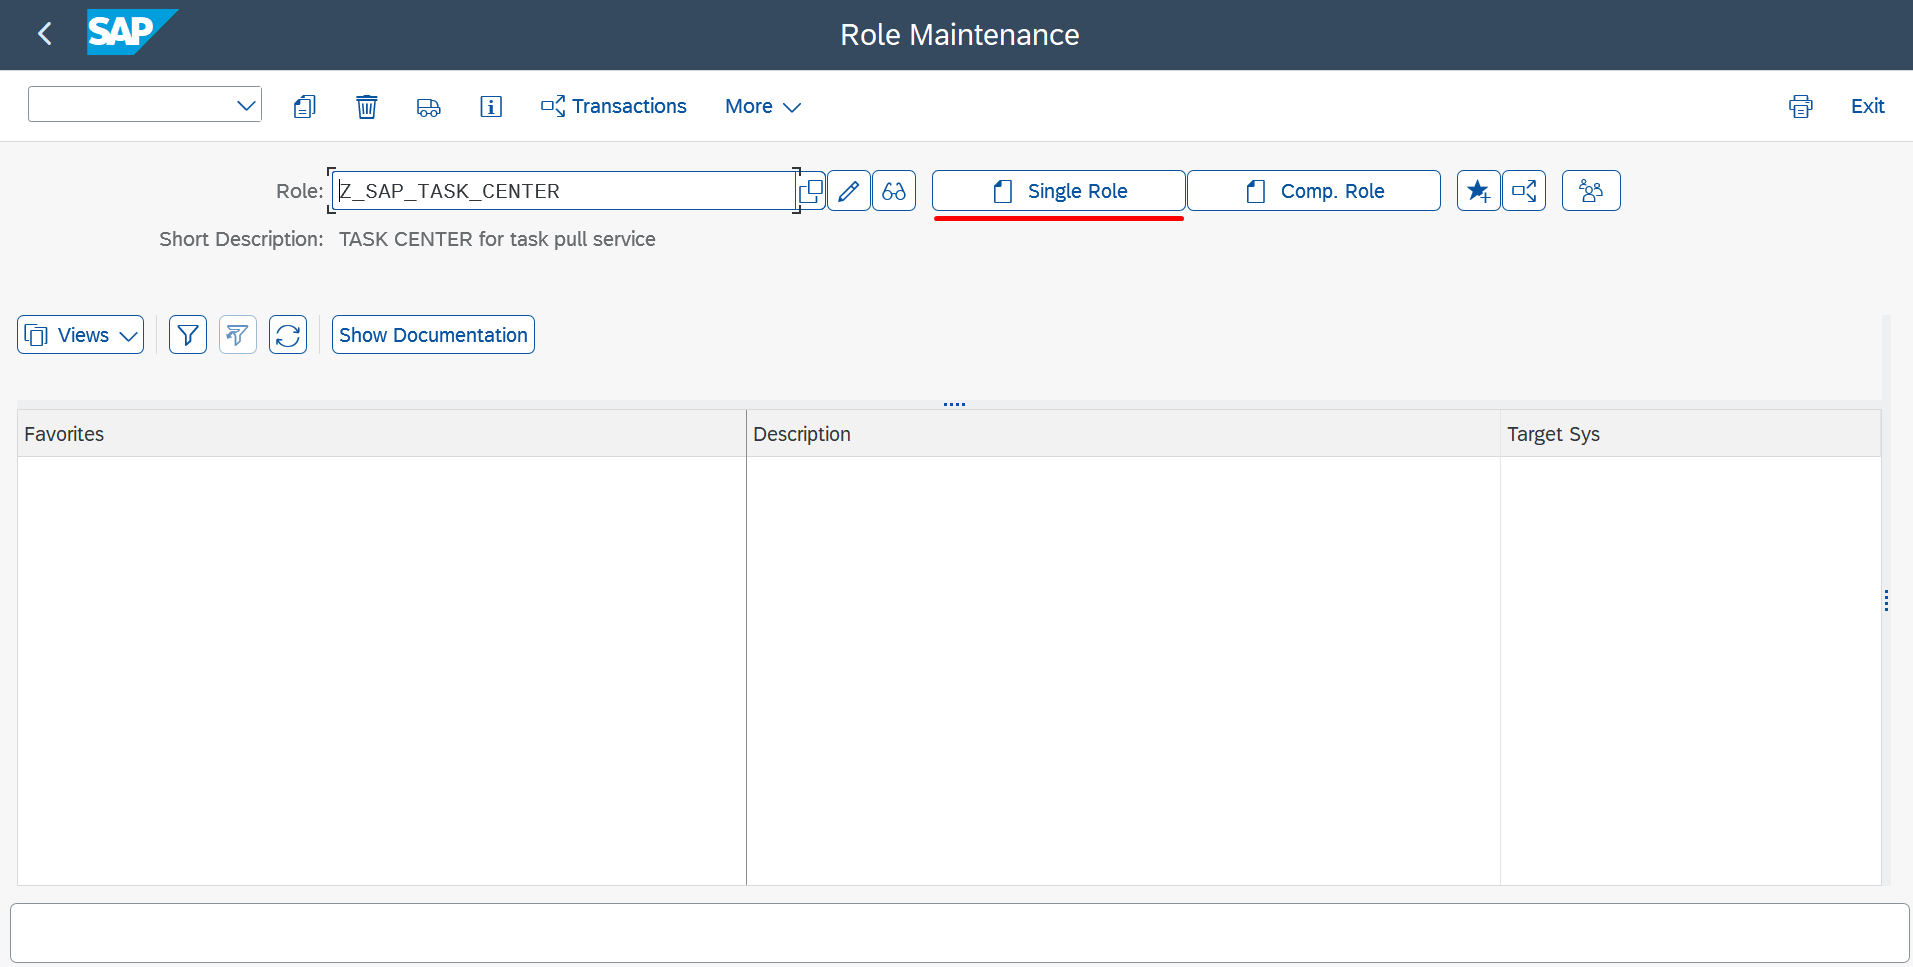 SAP
Role Maintenance
Transactions More Exit
Role: Z_SAP_TASK_CENTER Single Role Comp. Role
Short Description: TASK CENTER for task pull service
Views Show Documentation
Favorites Description Target Sys